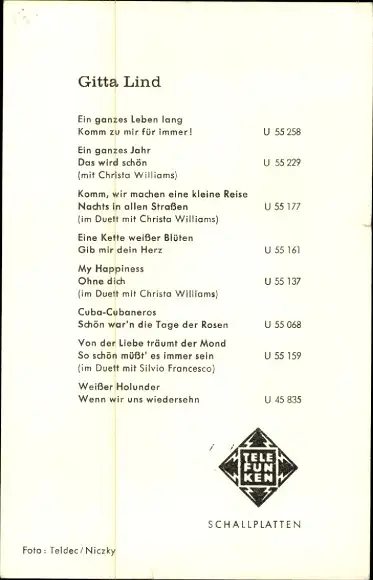 Gitta Lind
Ein ganzes Leben lang
Komm zu mir für immer! U 55 258
Ein ganzes Jahr
Das wird schön U 55 229
(mit Christa Williams)
Komm, wir machen eine kleine Reise
Nachts in allen Straßen U 55 177
(im Duett mit Christa Williams)
Eine Kette weißer Blüten
Gib mir dein Herz U 55 161
My Happiness
Ohne dich U 55 137
(im Duett mit Christa Williams)
Cuba-Cubaneros
Schön war'n die Tage der Rosen U 55 068
Von der Liebe träumt der Mond
So schön müßt' es immer sein U 55 159
(im Duett mit Silvio Francesco)
Weißer Holunder
Wenn wir uns wiedersehn U 45 835
TELE
FUN
KEN
SCHALLPLATTEN
Foto: Teldec/Niczky